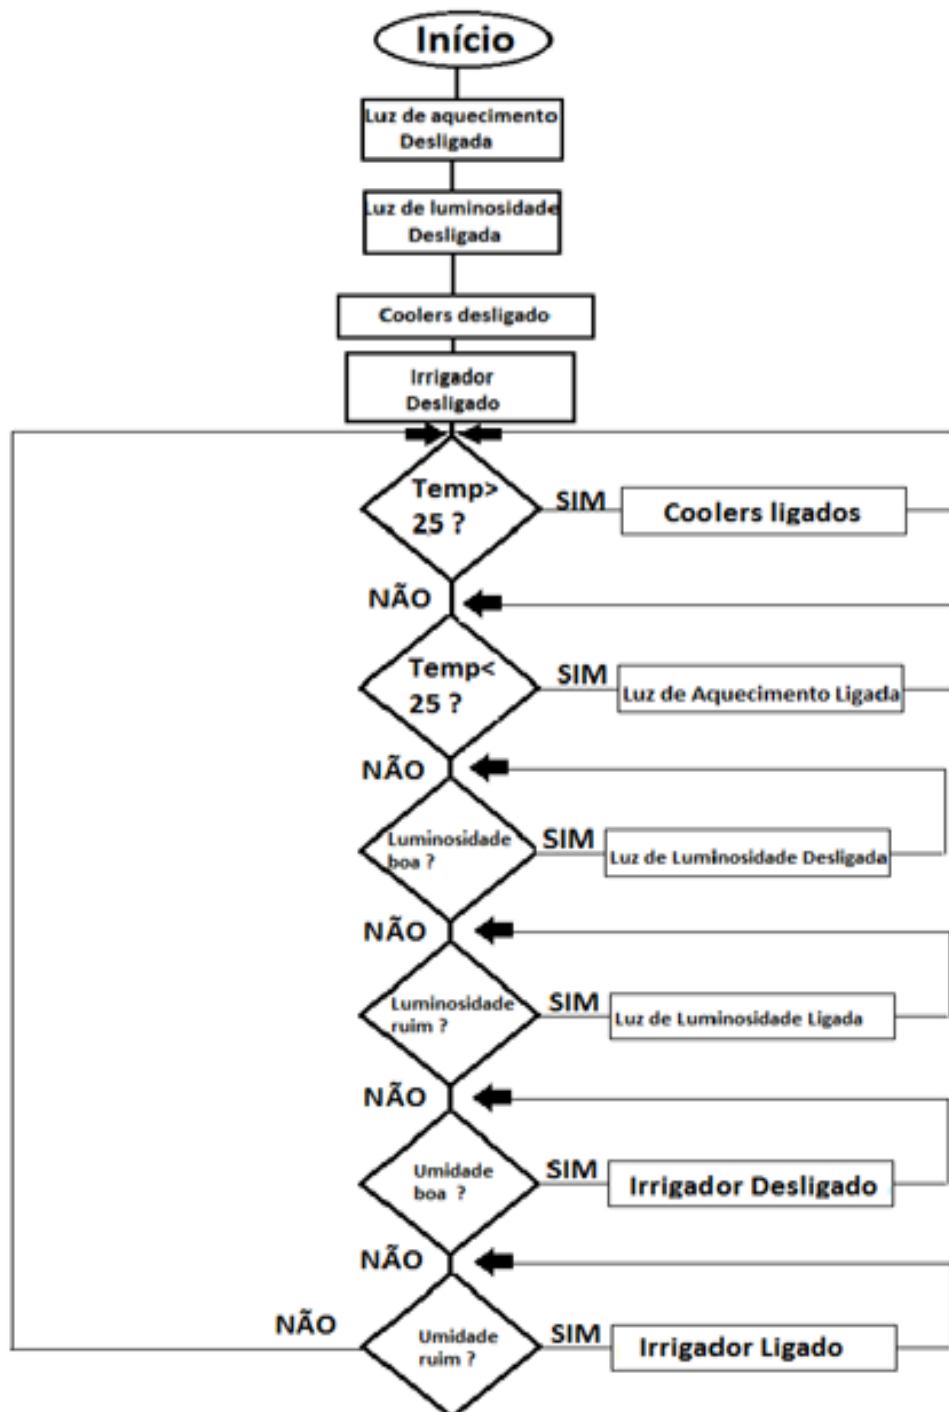 Início
Luz de aquecimento
Desligada
Luz de luminosidade
Desligada
Coolers desligado
Irrigador
Desligado
Temp>
25 ?
SIM
Coolers ligados
NÃO
Temp<
25 ?
SIM
Luz de Aquecimento Ligada
NÃO
Luminosidade
boa ?
SIM
Luz de Luminosidade Desligada
NÃO
Luminosidade
ruim ?
SIM
Luz de Luminosidade Ligada
NÃO
Umidade
boa ?
SIM
Irrigador Desligado
NÃO
NÃO
Umidade
ruim ?
SIM
Irrigador Ligado